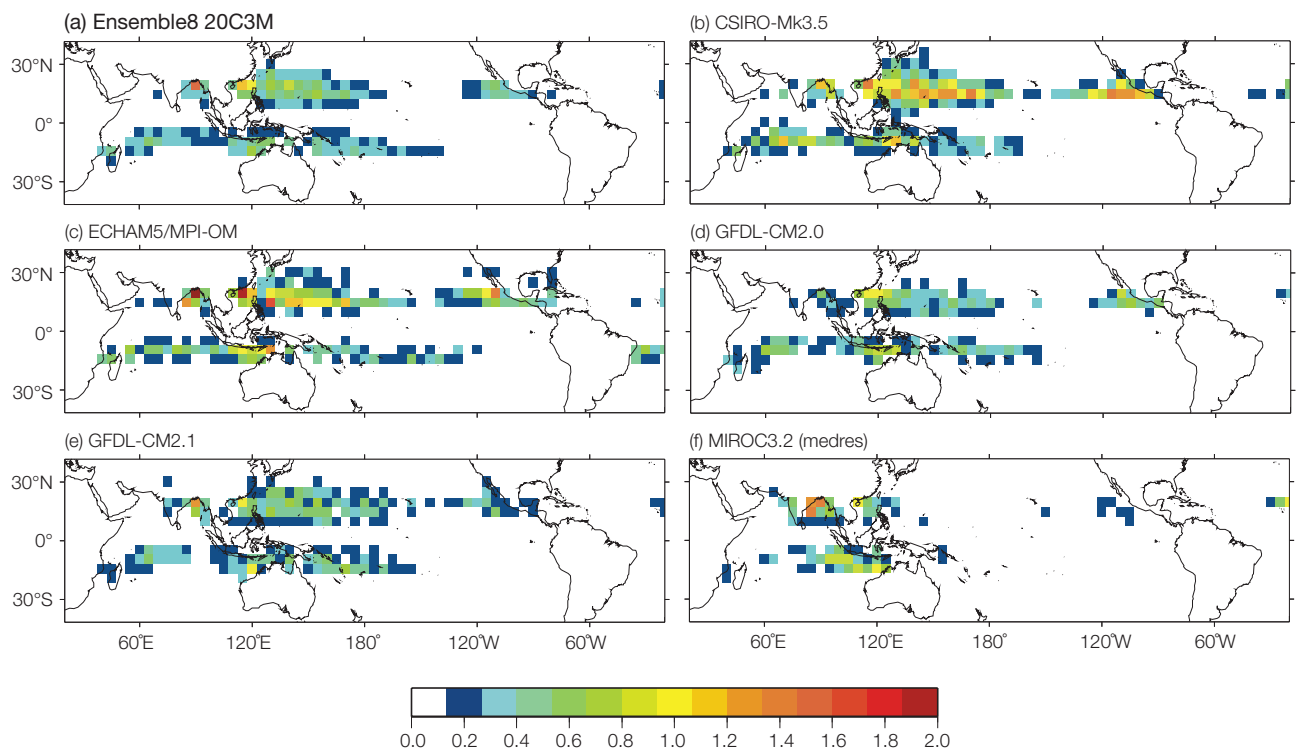 (a) Ensemble8 20C3M
(b) CSIRO-Mk3.5
30°N
0°
30°S
(c) ECHAM5/MPI-OM
(d) GFDL-CM2.0
30°N
0°
30°S
(e) GFDL-CM2.1
(f) MIROC3.2 (medres)
30°N
0°
30°S
60°E 120°E 180° 120°W 60°W 60°E 120°E 180° 120°W 60°W
0.0 0.2 0.4 0.6 0.8 1.0 1.2 1.4 1.6 1.8 2.0